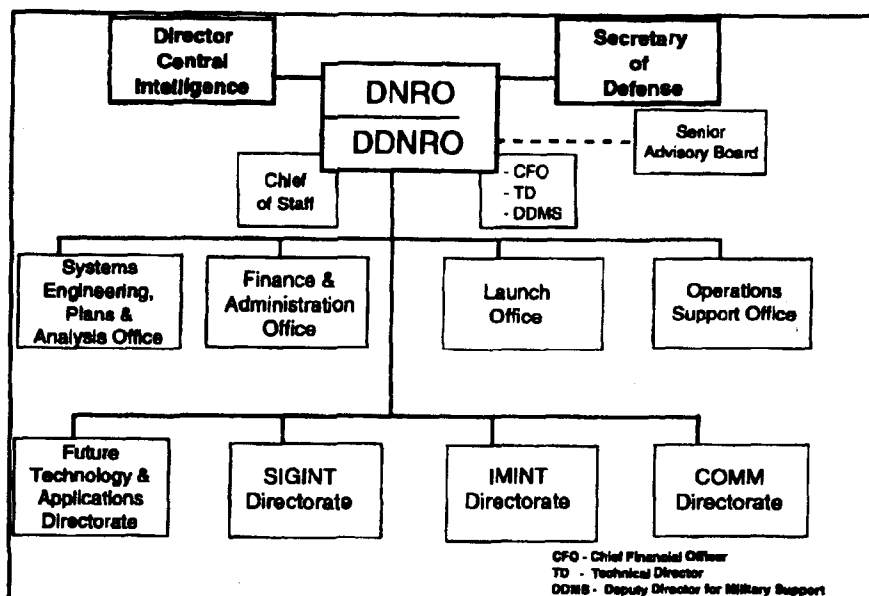 Director
Central
Intelligence
DNRO
DDNRO
Secretary
of
Defense
Senior
Advisory Board
Chief
of Staff
- CFO
- TD
- DDMS
Systems
Engineering,
Plans &
Analysis Office
Finance &
Administration
Office
Launch
Office
Operations
Support Office
Future
Technology &
Applications
Directorate
SIGINT
Directorate
IMINT
Directorate
COMM
Directorate
CFO - Chief Financial Officer
TD - Technical Director
DDMS - Deputy Director for Military Support